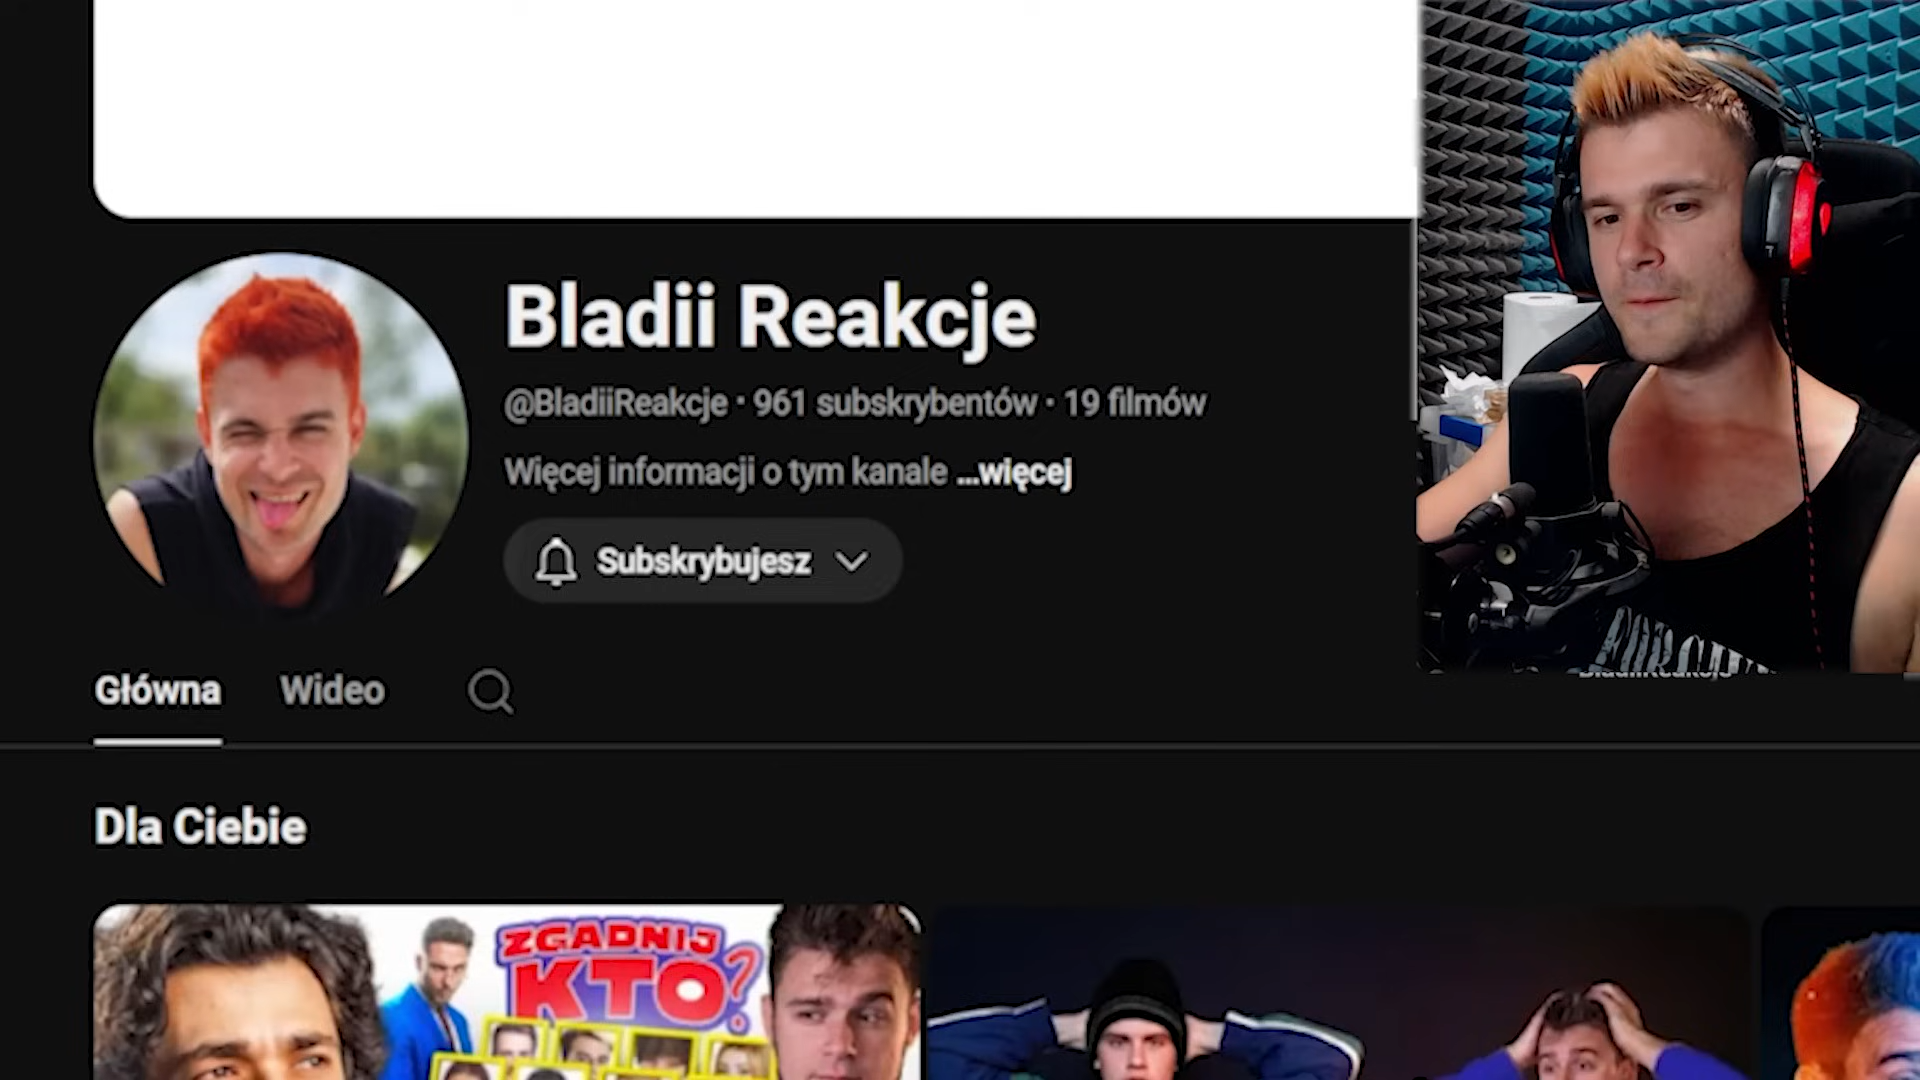 Bladii Reakcje
@BladiiReakcje • 961 subskrybentów • 19 filmów
Więcej informacji o tym kanale ...więcej
Subskrybujesz
Główna
Wideo
Dla Ciebie
ZGADNIJ
KTO?